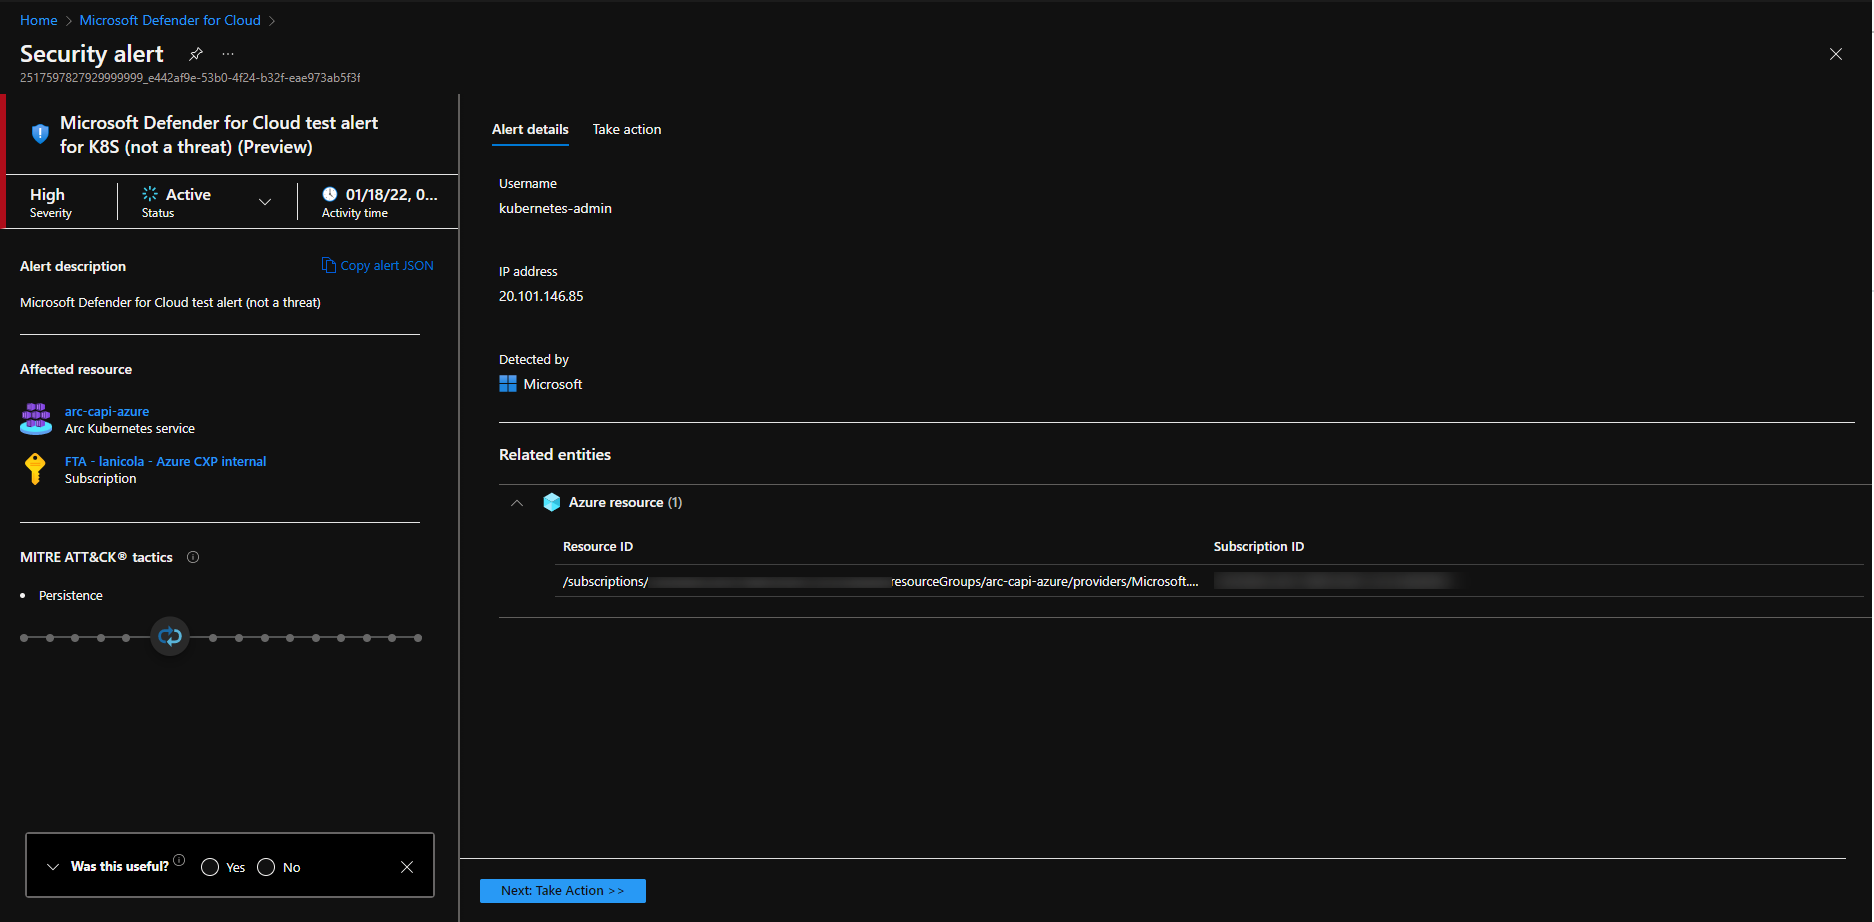 Home > Microsoft Defender for Cloud >
Security alert
2517597827929999999_e442af9e-53b0-4f24-b32f-eae973ab5f3f
Microsoft Defender for Cloud test alert
for K8S (not a threat) (Preview)
High
Severity
Active
Status
01/18/22, 0...
Activity time
Alert description
Copy alert JSON
Microsoft Defender for Cloud test alert (not a threat)
Affected resource
arc-capi-azure
Arc Kubernetes service
FTA - lanicola - Azure CXP internal
Subscription
MITRE ATT&CK® tactics
• Persistence
Was this useful?
Yes
No
Alert details
Take action
Username
kubernetes-admin
IP address
20.101.146.85
Detected by
Microsoft
Related entities
Azure resource (1)
Resource ID
Subscription ID
/subscriptions/
resourceGroups/arc-capi-azure/providers/Microsoft....
Next: Take Action >>